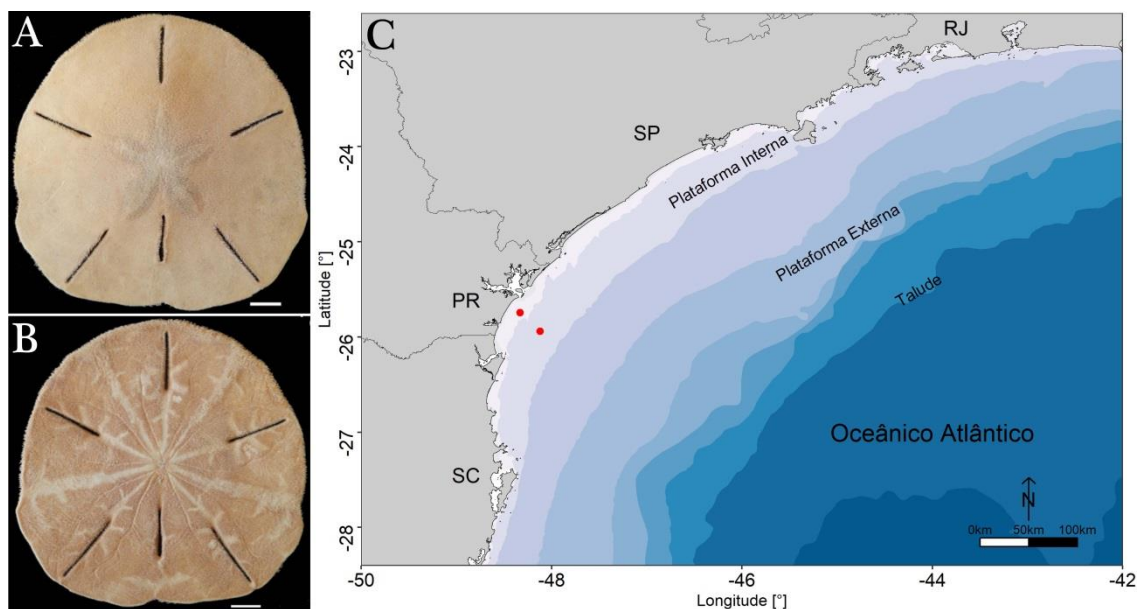 A
B
C
RJ
SP
PR
SC
Plataforma Interna
Plataforma Externa
Talude
Oceânico Atlântico
N
0km 50km 100km
Latitude [°]
-23
-24
-25
-26
-27
-28
-50 -48 -46 -44 -42
Longitude [°]